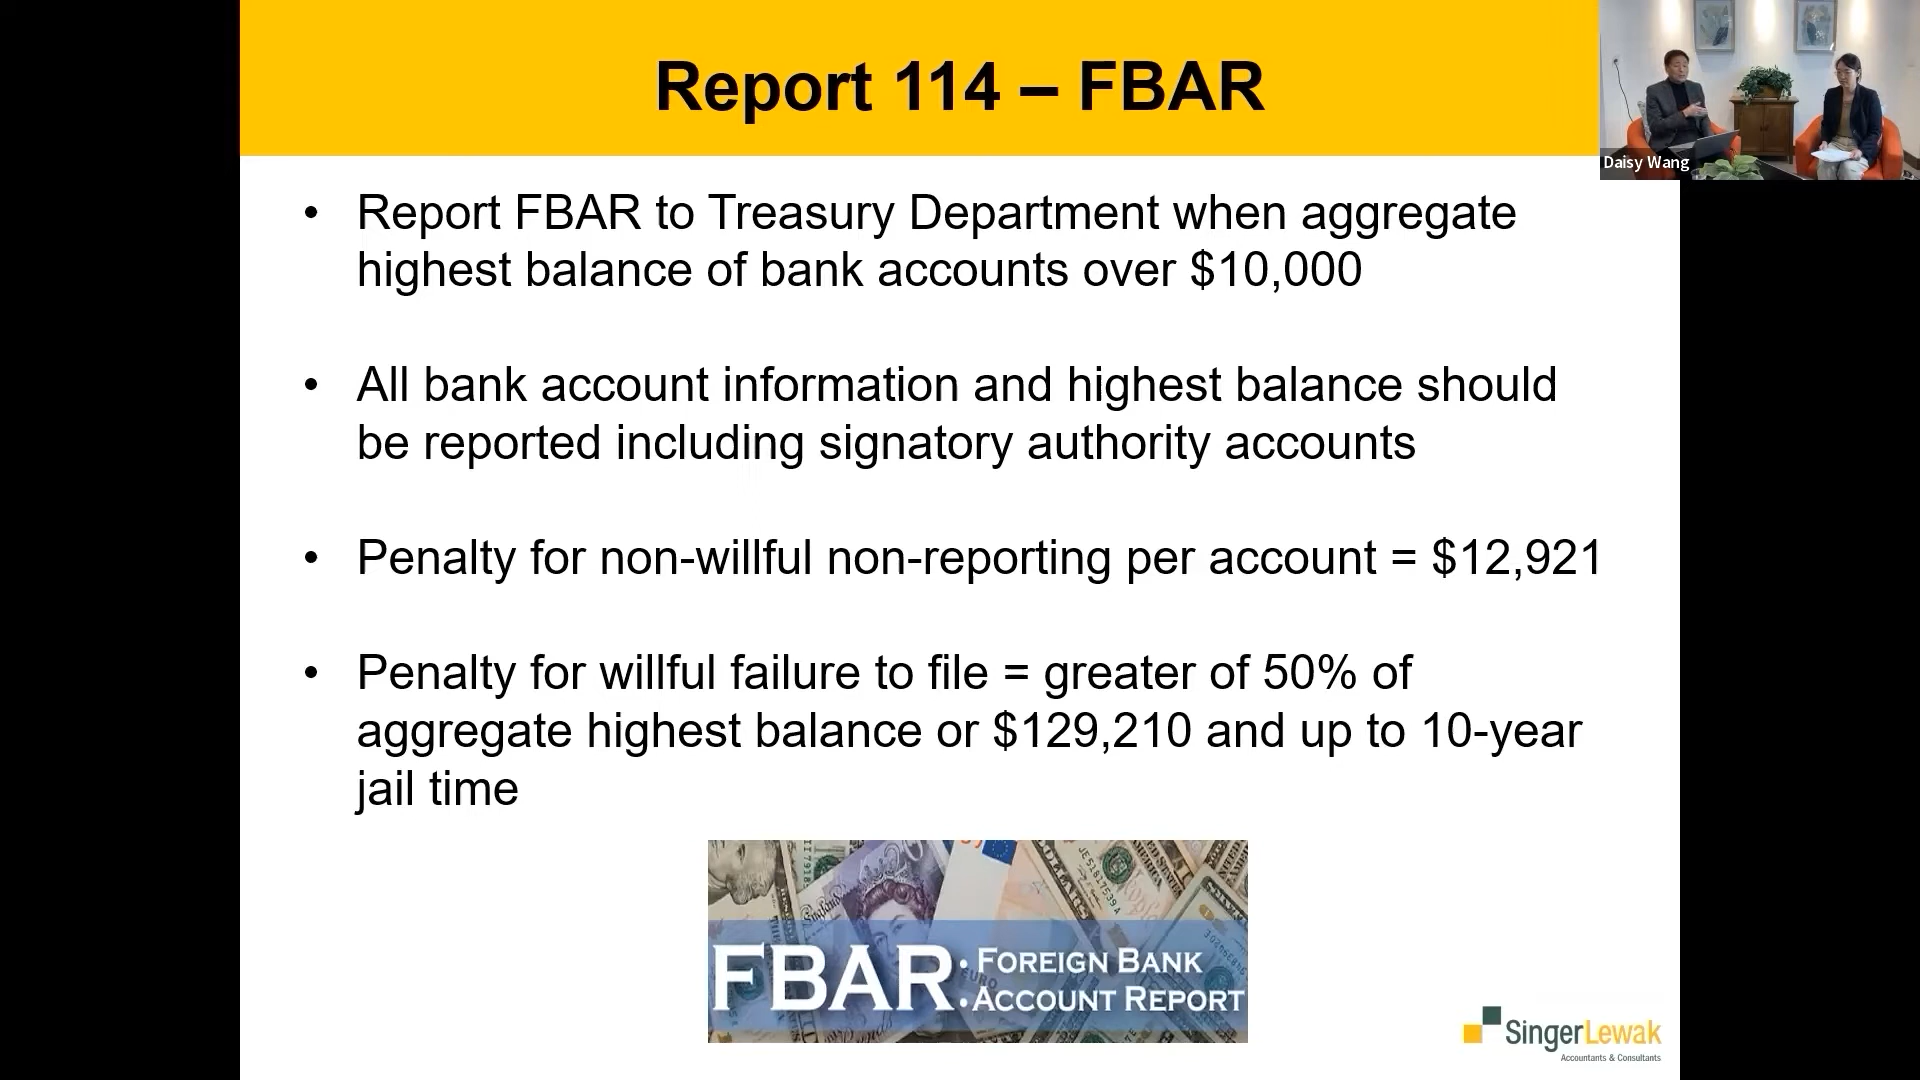 Report 114 – FBAR
Daisy Wang
• Report FBAR to Treasury Department when aggregate
highest balance of bank accounts over $10,000
• All bank account information and highest balance should
be reported including signatory authority accounts
• Penalty for non-willful non-reporting per account = $12,921
• Penalty for willful failure to file = greater of 50% of
aggregate highest balance or $129,210 and up to 10-year
jail time
FBAR: FOREIGN BANK
ACCOUNT REPORT
SingerLewak
Accountants & Consultants